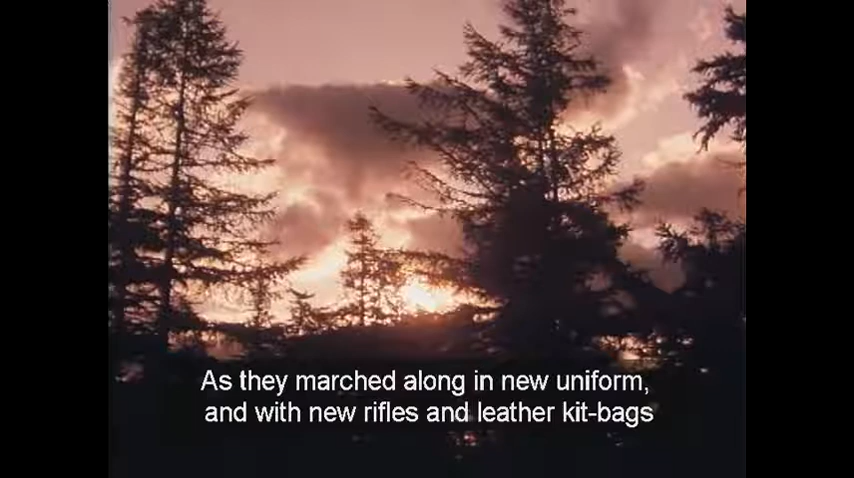 As they marched along in new uniform,
and with new rifles and leather kit-bags